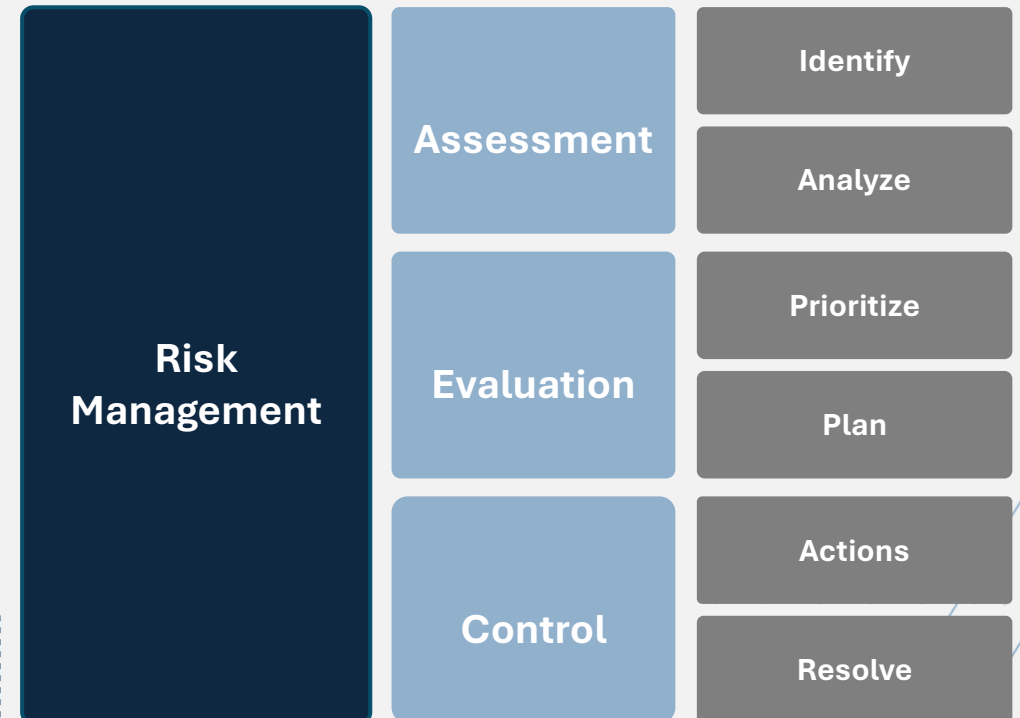 Risk
Management
Assessment
Identify
Analyze
Evaluation
Prioritize
Plan
Control
Actions
Resolve